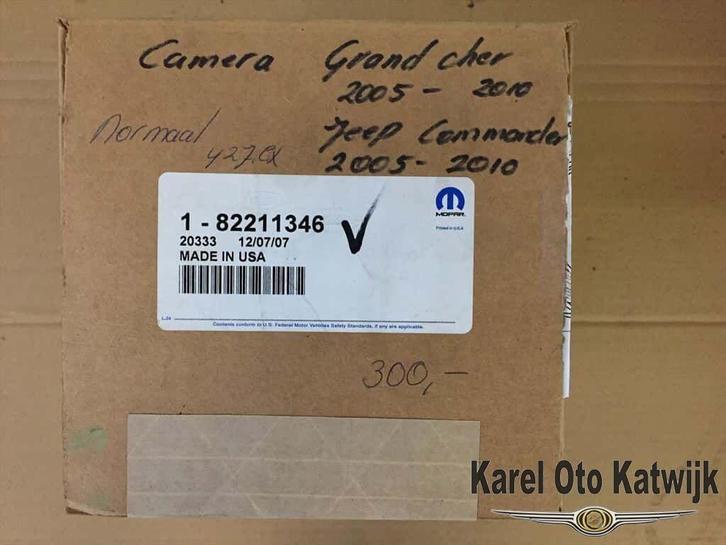 Camera Grand cher
2005 - 2010
Normaal
Jeep Commander
2005-2010
1 - 82211346
20333 12/07/07
MADE IN USA
MOPAR
Printed in U.S.A.
L-24
Contents conform to U.S. Federal Motor Vehicles Safety Standards, if any are applicable.
300,-
Karel Oto Katwijk